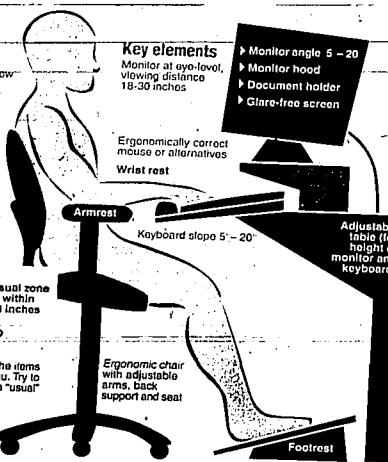 Key elements
Monitor at eye-level,
viewing distance
18-30 inches
Monitor angle 5 – 20
Monitor hood
Document holder
Glare-free screen
Ergonomically correct
mouse or alternatives
Wrist rest
Armrest
Keyboard slope 5° – 20°
table
height
monitor an
keyboard
zone
within
inches
he items
u. Try to
"usual"
Ergonomic chair
with adjustable
arms, back
support and seat
Footrest